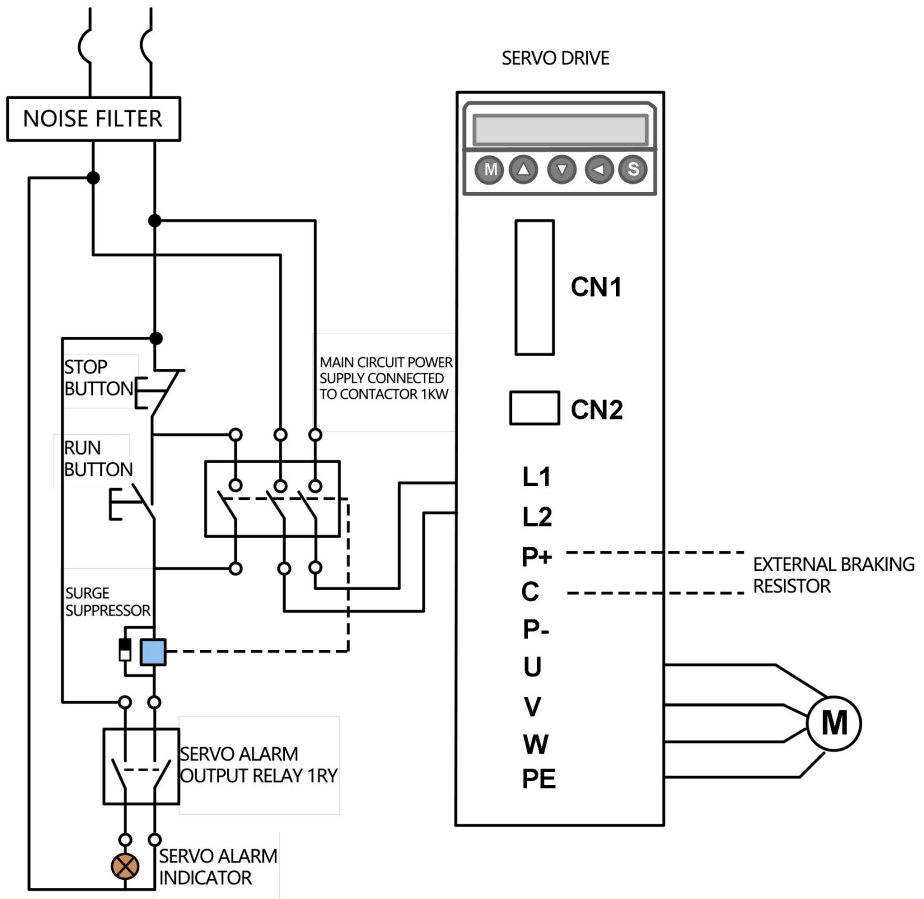 SERVO DRIVE
NOISE FILTER
M
S
CN1
STOP
BUTTON
MAIN CIRCUIT POWER
SUPPLY CONNECTED
TO CONTACTOR 1KW
CN2
RUN
BUTTON
L1
L2
P+
EXTERNAL BRAKING
RESISTOR
C
SURGE
SUPPRESSOR
P-
U
V
M
W
SERVO ALARM
OUTPUT RELAY 1RY
PE
SERVO ALARM
INDICATOR